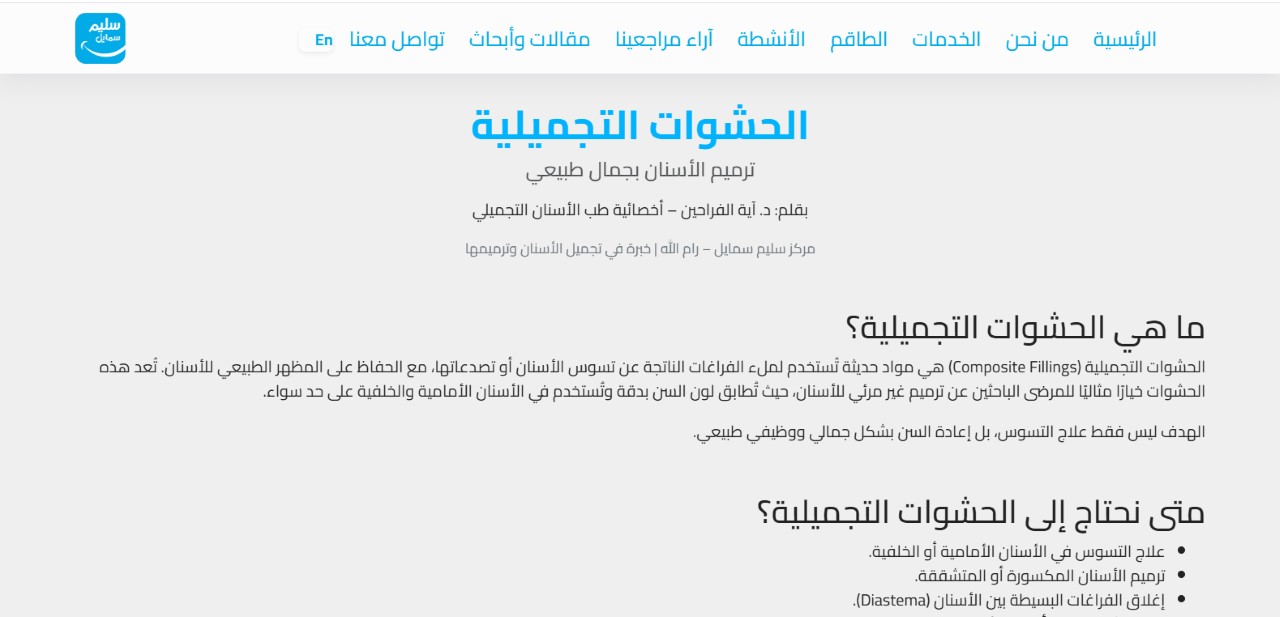 الرئيسية من نحن الخدمات الطاقم الأنشطة آراء مراجعينا مقالات وأبحاث تواصل معنا En
سليم
سمايل
الحشوات التجميلية
ترميم الأسنان بجمال طبيعي
بقلم: د. آية الفراحين – أخصائية طب الأسنان التجميلي
مركز سليم سمايل – رام الله | خبرة في تجميل الأسنان وترميمها
ما هي الحشوات التجميلية؟
الحشوات التجميلية (Composite Fillings) هي مواد حديثة تُستخدم لملء الفراغات الناتجة عن تسوس الأسنان أو تصدعاتها، مع الحفاظ على المظهر الطبيعي للأسنان. تُعد هذه
الحشوات خيارًا مثاليًا للمرضى الباحثين عن ترميم غير مرئي للأسنان، حيث تُطابق لون السن بدقة وتُستخدم في الأسنان الأمامية والخلفية على حد سواء.
الهدف ليس فقط علاج التسوس، بل إعادة السن بشكل جمالي ووظيفي طبيعي.
متى نحتاج إلى الحشوات التجميلية؟
علاج التسوس في الأسنان الأمامية أو الخلفية.
ترميم الأسنان المكسورة أو المتشققة.
إغلاق الفراغات البسيطة بين الأسنان (Diastema).